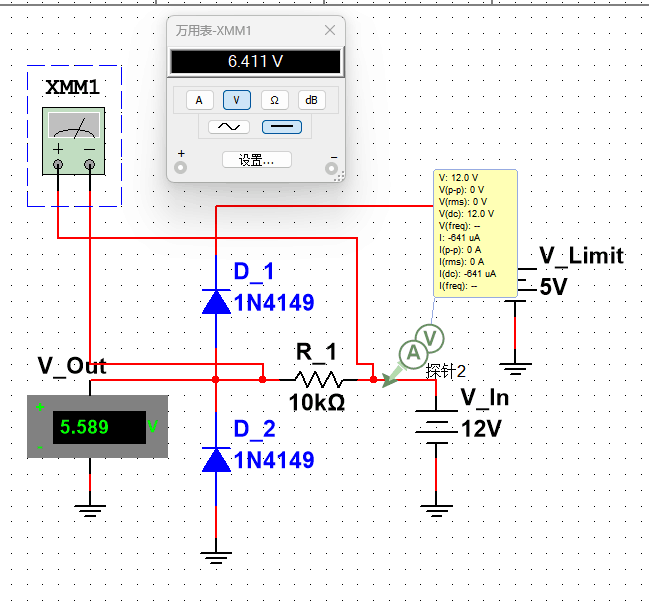 万用表-XMM1
6.411 V
A
V
Ω
dB
+
设置...
−
XMM1
+
−
V: 12.0 V
V(p-p): 0 V
V(rms): 0 V
V(dc): 12.0 V
V(freq): --
I: -641 uA
I(p-p): 0 A
I(rms): 0 A
I(dc): -641 uA
I(freq): --
V_Limit
5V
D_1
1N4149
V_Out
+
5.589
V
-
R_1
10kΩ
A
V
探针2
V_In
12V
D_2
1N4149